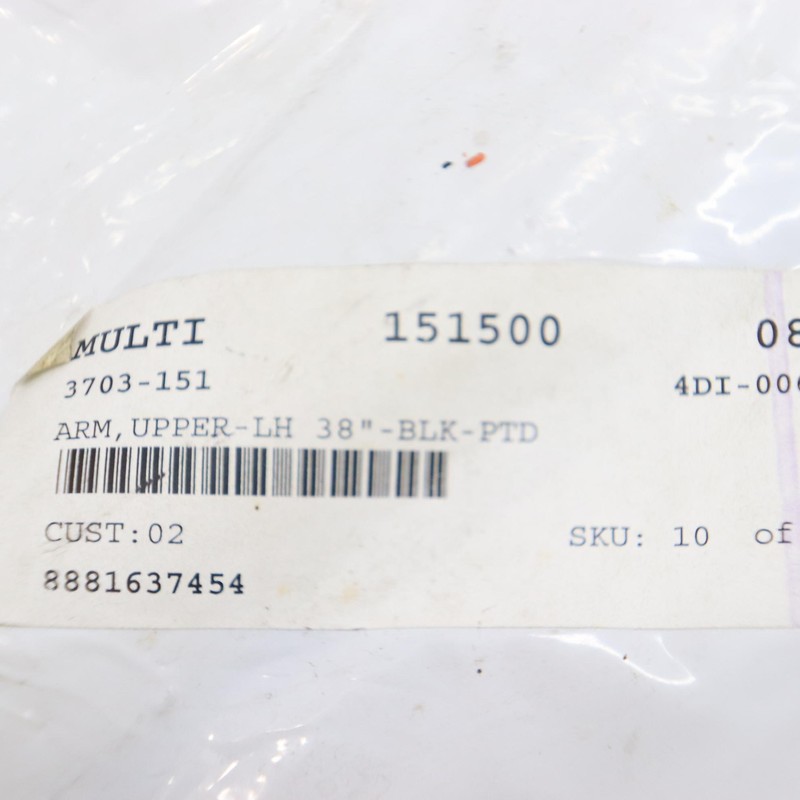 MULTI 151500 08
3703-151 4DI-00
ARM,UPPER-LH 38"-BLK-PTD
CUST:02 SKU: 10 of
8881637454